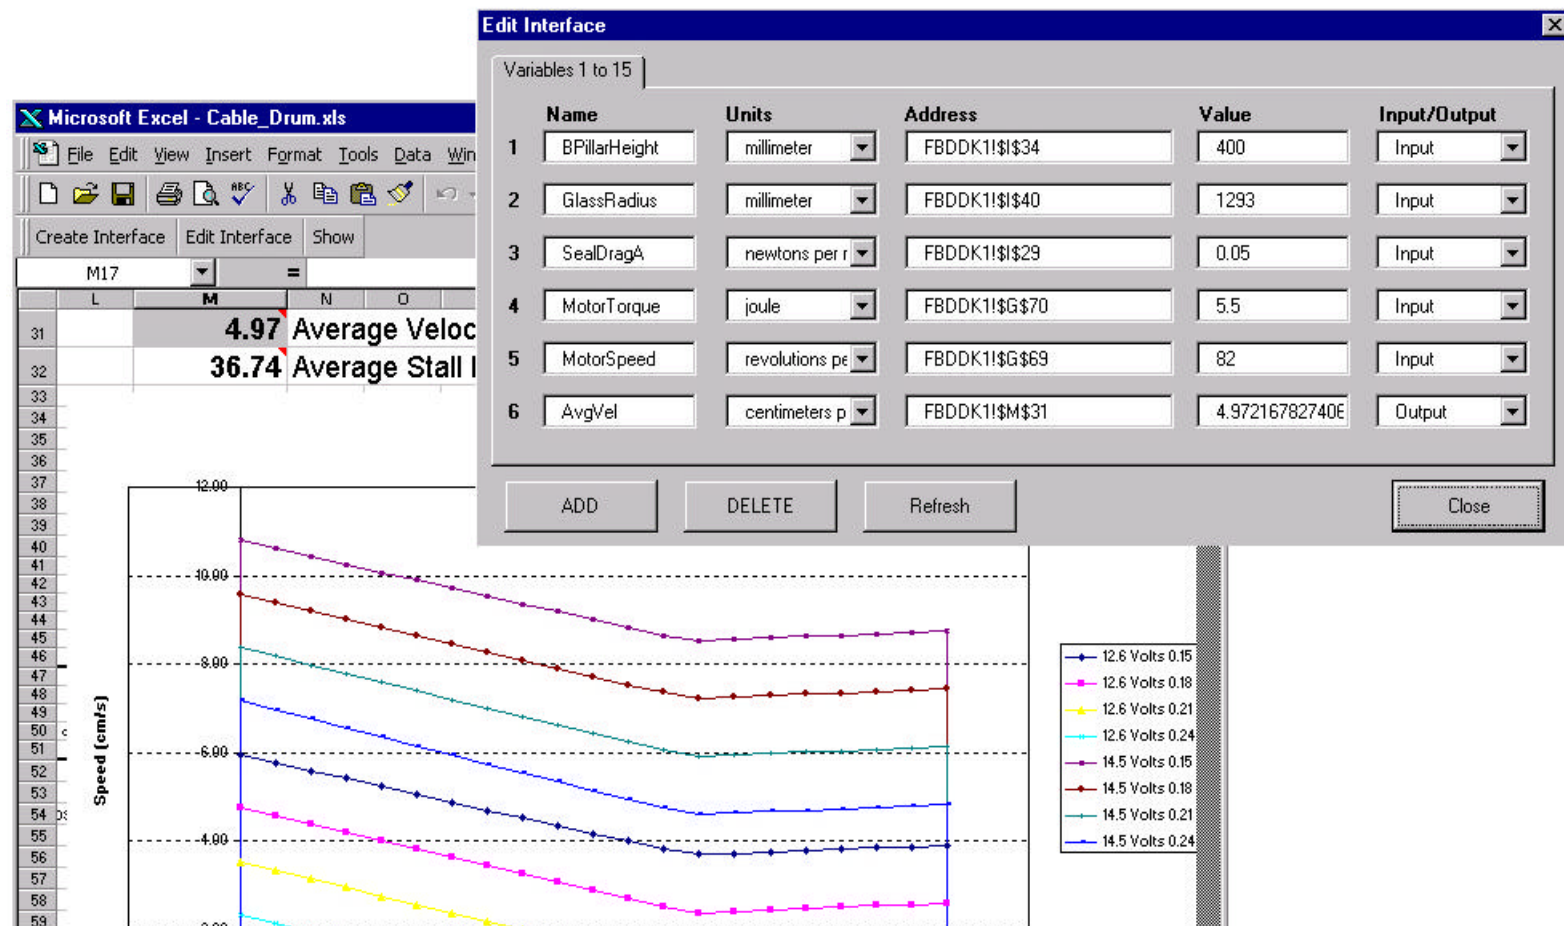 Edit Interface
Variables 1 to 15
Name Units Address Value Input/Output
1 BPillarHeight millimeter FBDDK1!$I$34 400 Input
2 GlassRadius millimeter FBDDK1!$I$40 1293 Input
3 SealDragA newtons per r FBDDK1!$I$29 0.05 Input
4 MotorTorque joule FBDDK1!$G$70 5.5 Input
5 MotorSpeed revolutions pe FBDDK1!$G$69 82 Input
6 AvgVel centimeters p FBDDK1!$M$31 4.97216782740 Output
ADD DELETE Refresh Close
Microsoft Excel - Cable_Drum.xls
File Edit View Insert Format Tools Data Win
ABC
Create Interface Edit Interface Show
M17 =
L M N O
31 4.97 Average Veloc
32 36.74 Average Stall
33
34
35
36
37
38
39
40
41
42
43
44
45
46
47
48
49
50
51
52
53
54
55
56
57
58
59
12.00
10.00
8.00
6.00
4.00
Speed (cm/s)
12.6 Volts 0.15
12.6 Volts 0.18
12.6 Volts 0.21
12.6 Volts 0.24
14.5 Volts 0.15
14.5 Volts 0.18
14.5 Volts 0.21
14.5 Volts 0.24